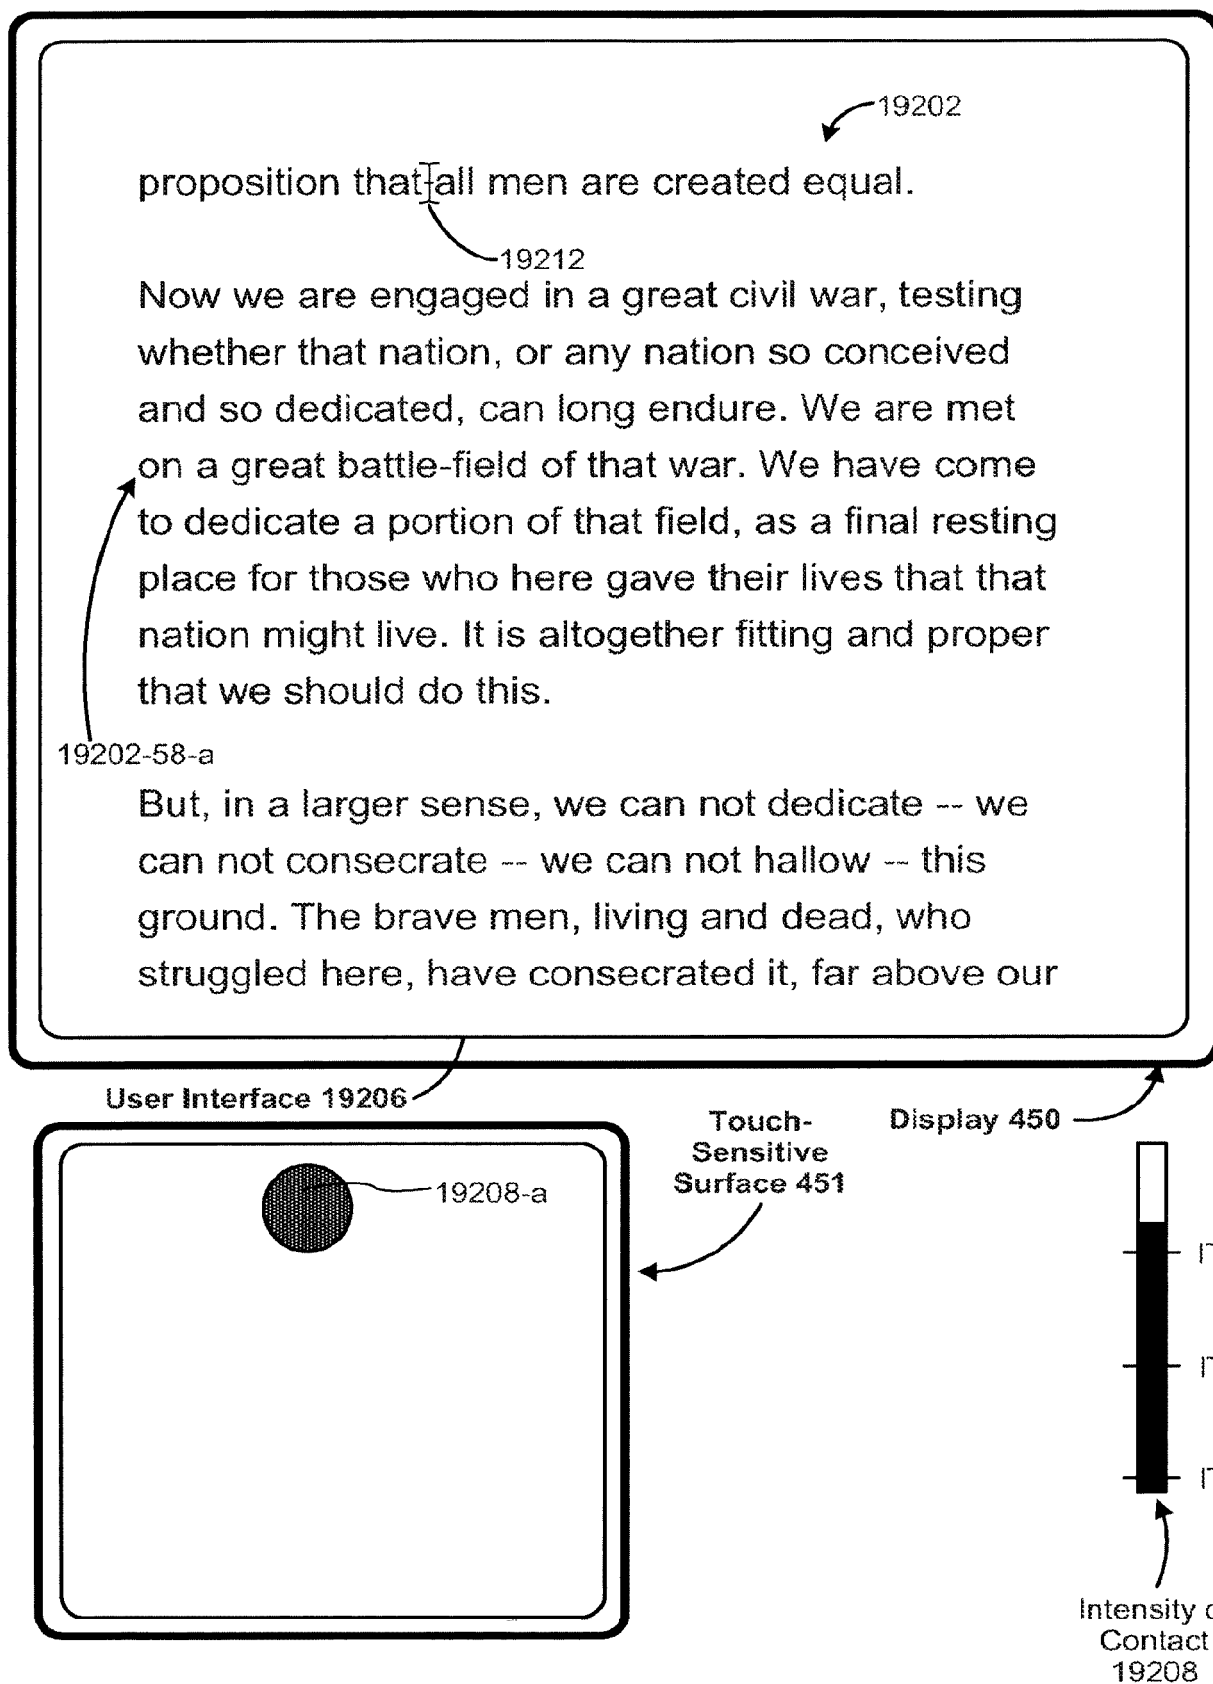 19202
proposition that all men are created equal.
19212
Now we are engaged in a great civil war, testing
whether that nation, or any nation so conceived
and so dedicated, can long endure. We are met
on a great battle-field of that war. We have come
to dedicate a portion of that field, as a final resting
place for those who here gave their lives that that
nation might live. It is altogether fitting and proper
that we should do this.
19202-58-a
But, in a larger sense, we can not dedicate -- we
can not consecrate -- we can not hallow -- this
ground. The brave men, living and dead, who
struggled here, have consecrated it, far above our
User Interface 19206
Touch-
Sensitive
Surface 451
Display 450
19208-a
Intensity
Contact
19208